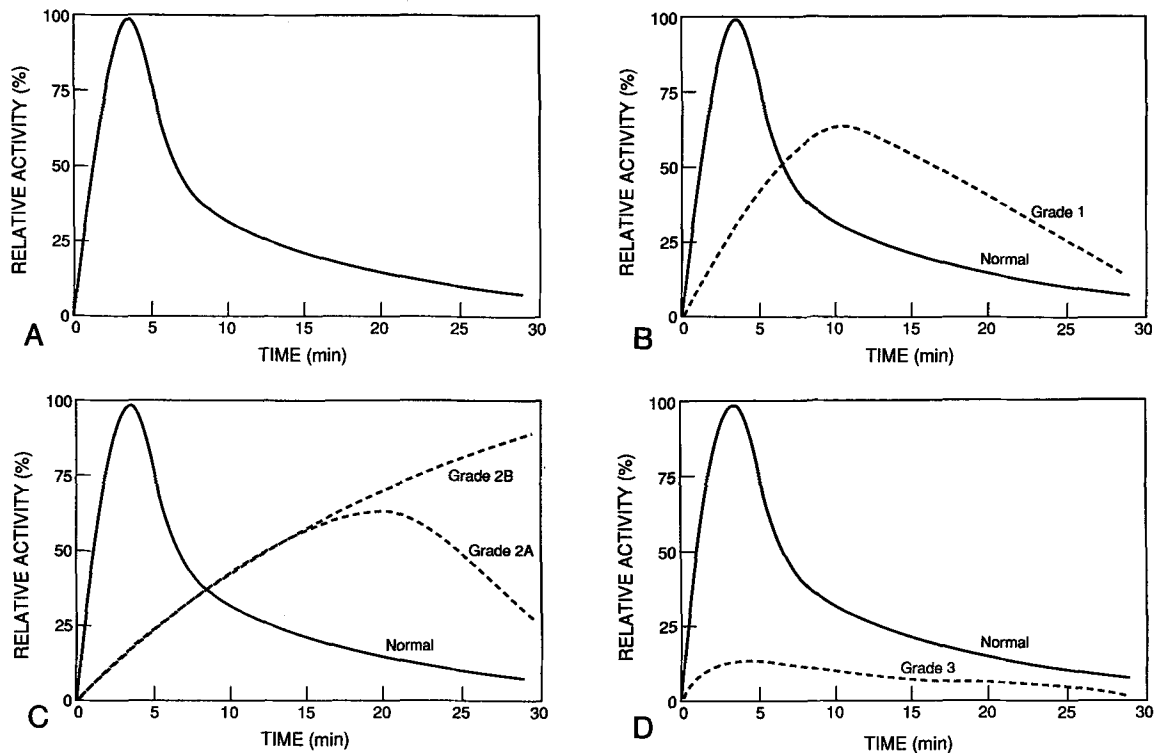 RELATIVE ACTIVITY (%)
100
75
50
25
0
0 5 10 15 20 25 30
TIME (min)
A
RELATIVE ACTIVITY (%)
100
75
50
25
0
Grade 1
Normal
0 5 10 15 20 25 30
TIME (min)
B
RELATIVE ACTIVITY (%)
100
75
50
25
0
Grade 2B
Grade 2A
Normal
0 5 10 15 20 25 30
TIME (min)
C
RELATIVE ACTIVITY (%)
100
75
50
25
0
Normal
Grade 3
0 5 10 15 20 25 30
TIME (min)
D